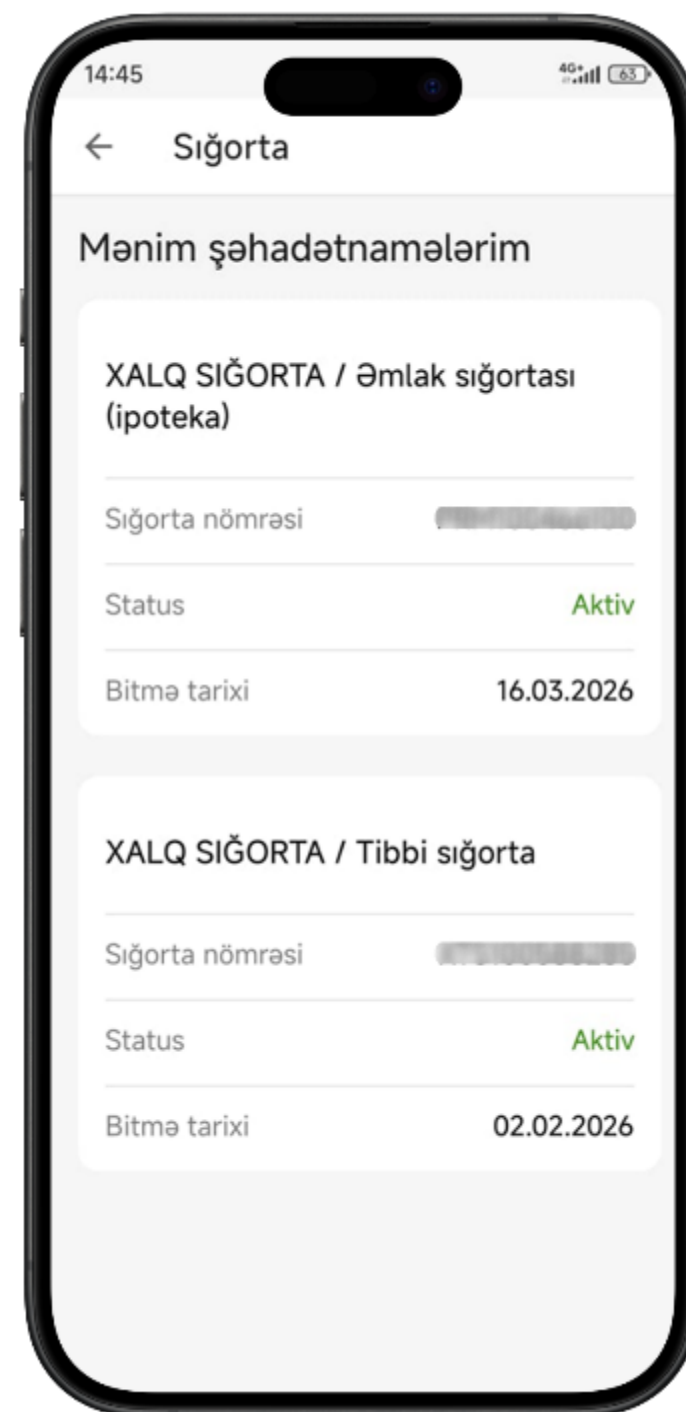 14:45
4G+
63
Sığorta
Mənim şəhadətnamələrim
XALQ SIĞORTA / Əmlak sığortası
(ipoteka)
Sığorta nömrəsi
Status
Aktiv
Bitmə tarixi
16.03.2026
XALQ SIĞORTA / Tibbi sığorta
Sığorta nömrəsi
Status
Aktiv
Bitmə tarixi
02.02.2026